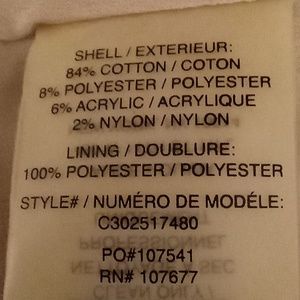 SHELL / EXTERIEUR:
84% COTTON / COTON
8% POLYESTER / POLYESTER
6% ACRYLIC / ACRYLIQUE
2% NYLON / NYLON
LINING / DOUBLURE:
100% POLYESTER / POLYESTER
STYLE# / NUMÉRO DE MODÉLE:
C302517480
PO#107541
RN# 107677